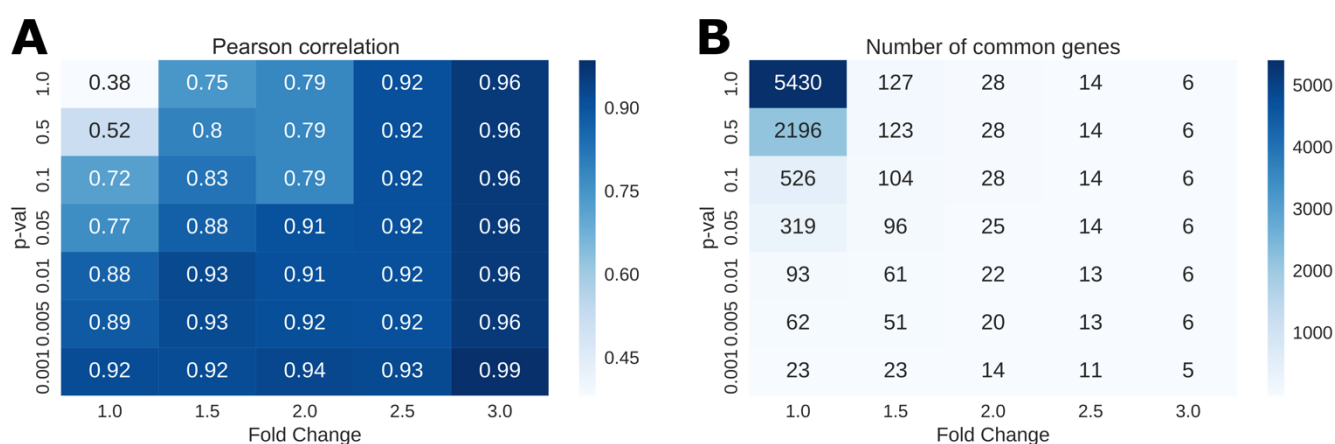 A
Pearson correlation
1.0 0.38 0.75 0.79 0.92 0.96
0.5 0.52 0.8 0.79 0.92 0.96
0.1 0.72 0.83 0.79 0.92 0.96
0.05 0.77 0.88 0.91 0.92 0.96
0.01 0.88 0.93 0.91 0.92 0.96
0.005 0.89 0.93 0.92 0.92 0.96
0.001 0.92 0.92 0.94 0.93 0.99
p-val
1.0 1.5 2.0 2.5 3.0
Fold Change
0.90
0.75
0.60
0.45
B
Number of common genes
1.0 5430 127 28 14 6
0.5 2196 123 28 14 6
0.1 526 104 28 14 6
0.05 319 96 25 14 6
0.01 93 61 22 13 6
0.005 62 51 20 13 6
0.001 23 23 14 11 5
p-val
1.0 1.5 2.0 2.5 3.0
Fold Change
5000
4000
3000
2000
1000